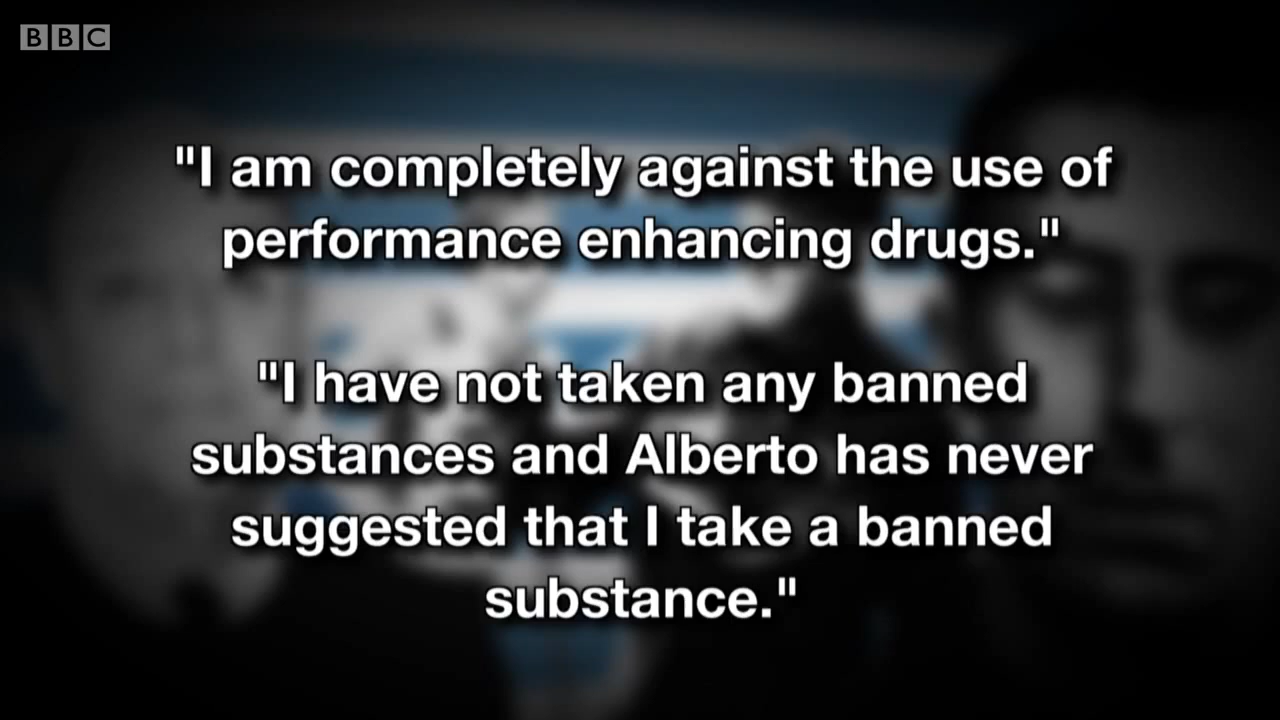 BBC
"I am completely against the use of
performance enhancing drugs."
"I have not taken any banned
substances and Alberto has never
suggested that I take a banned
substance."